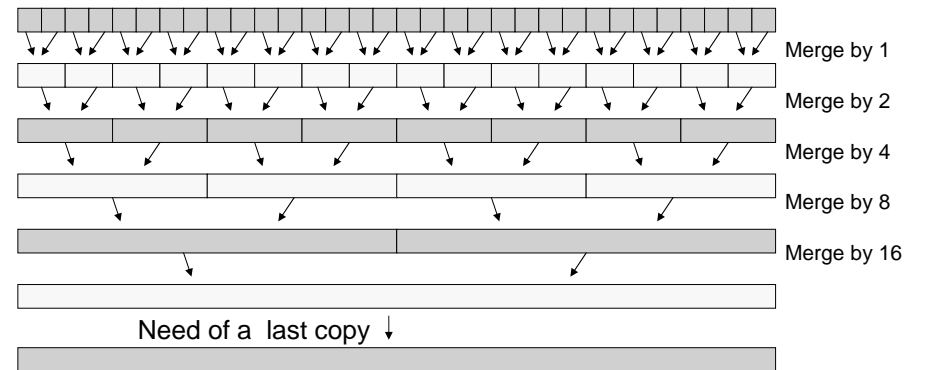 Merge by 1
Merge by 2
Merge by 4
Merge by 8
Merge by 16
Need of a last copy